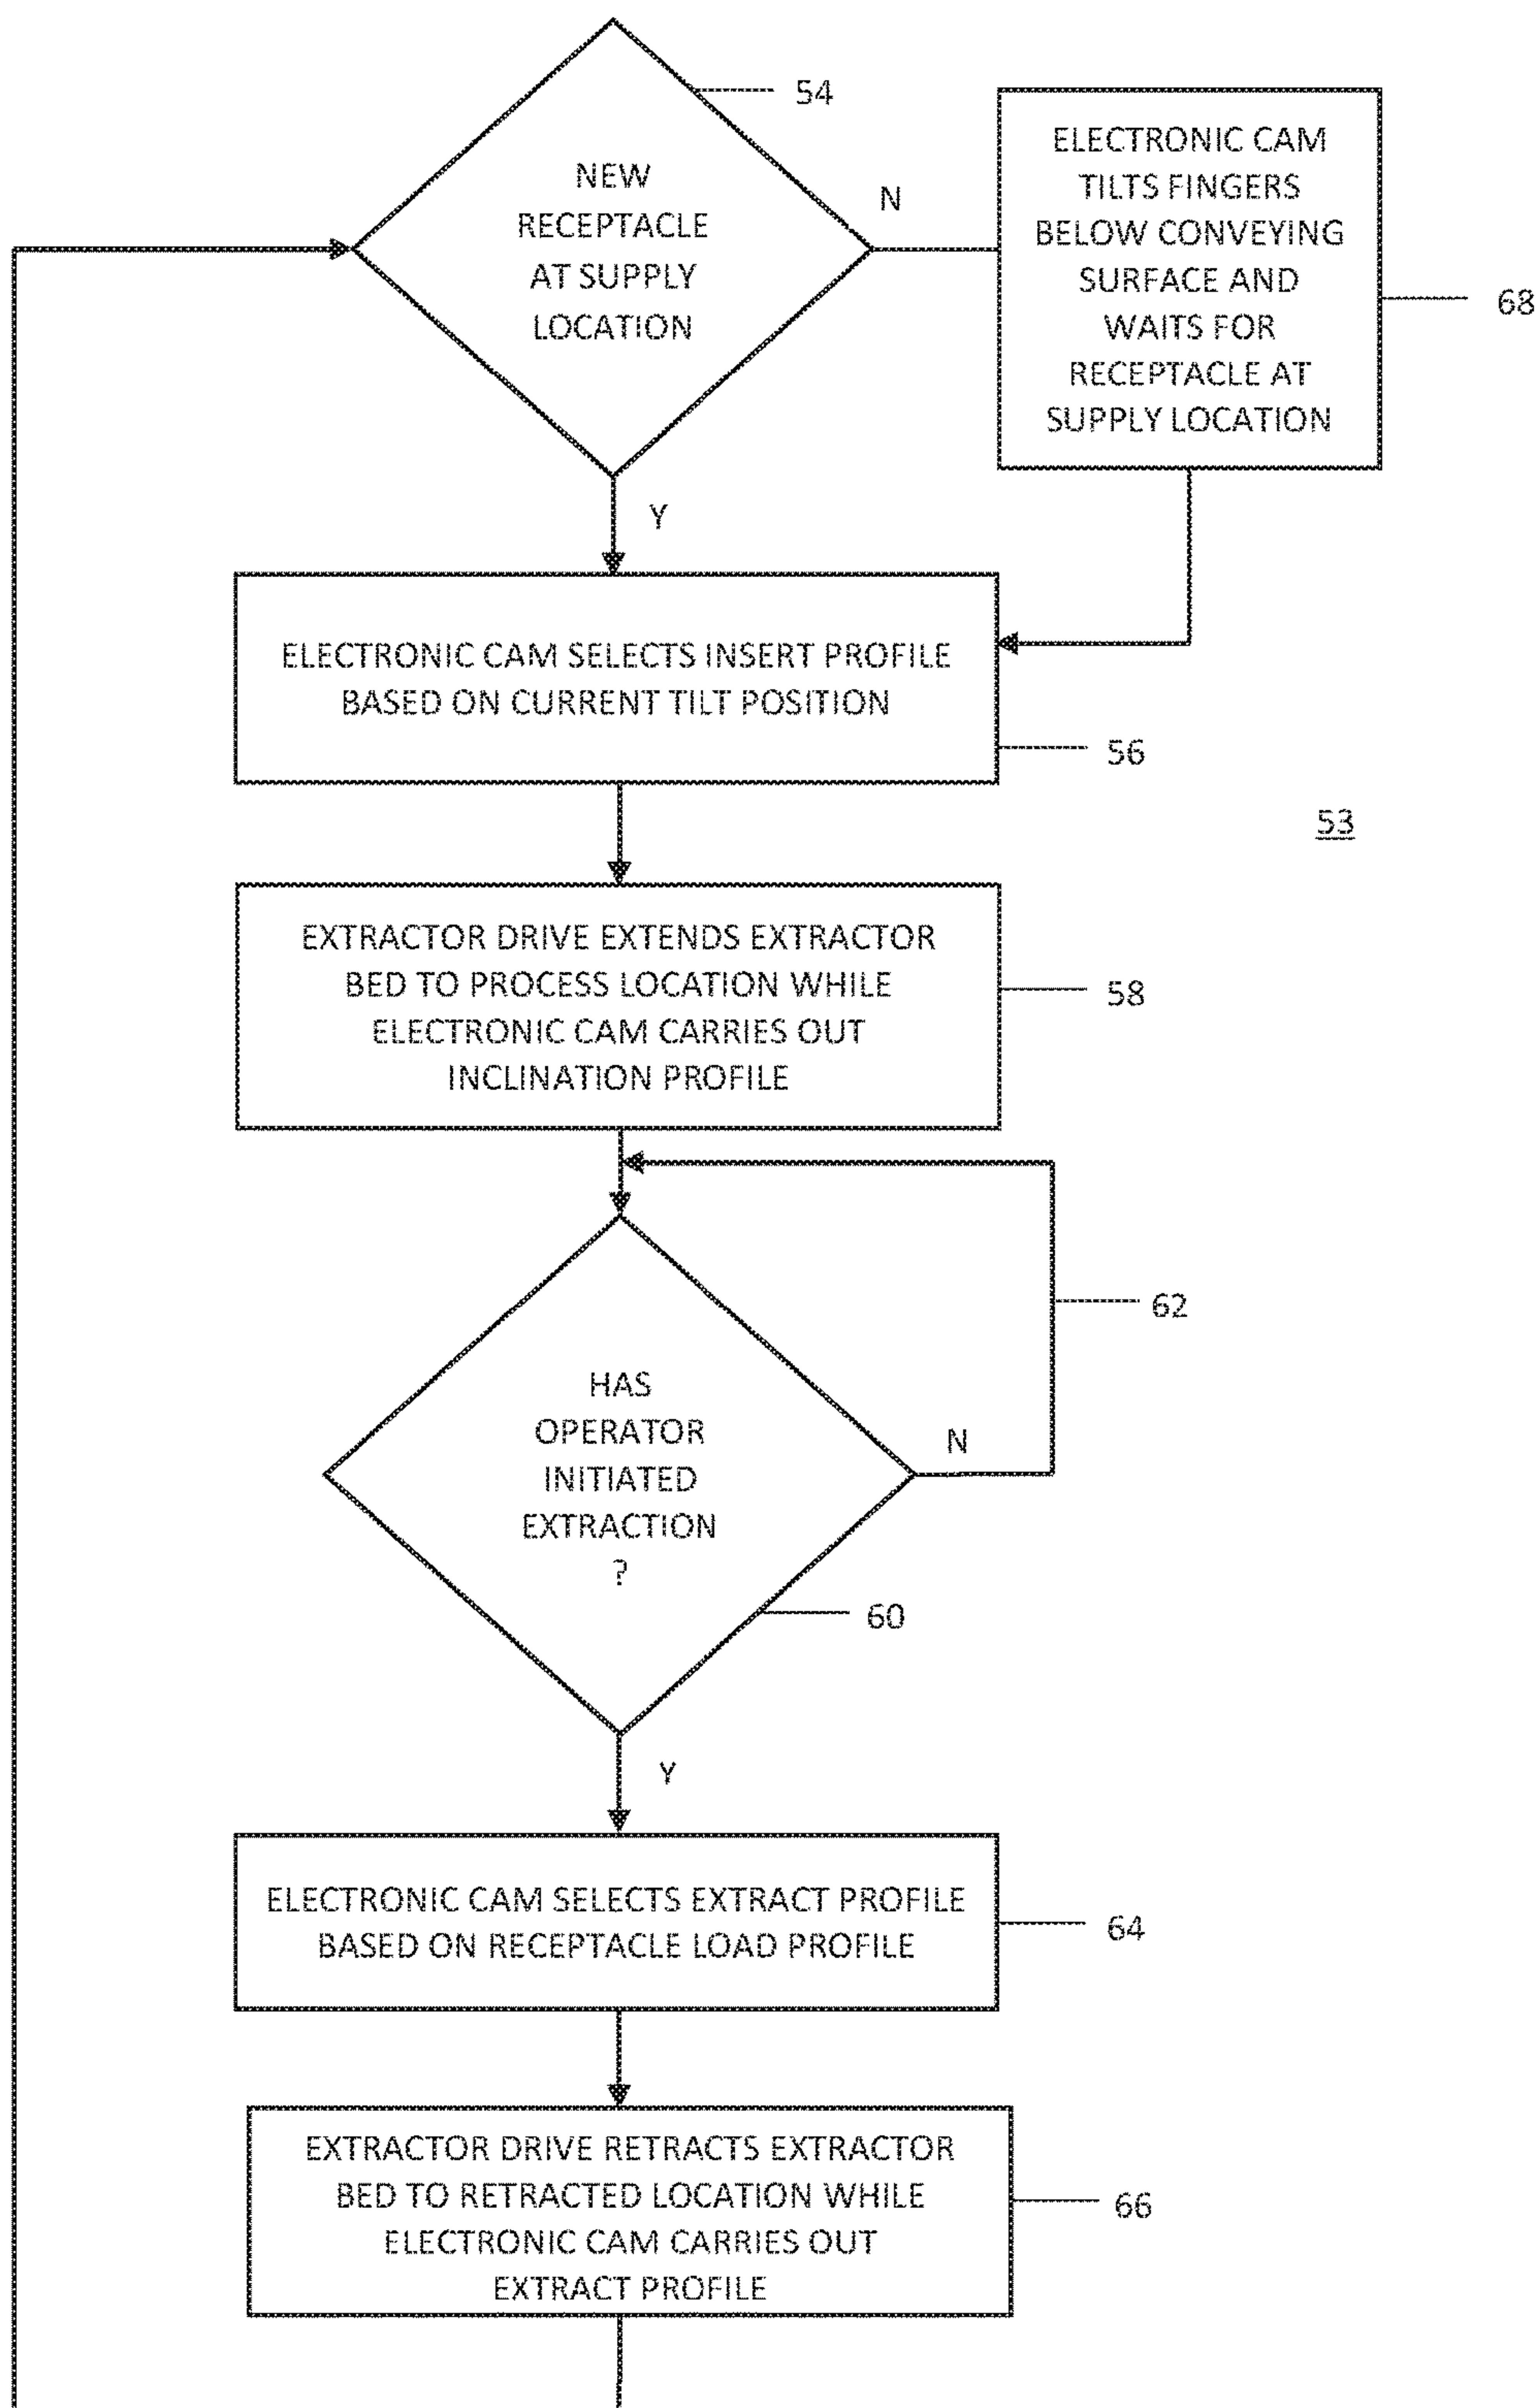 54
NEW
RECEPTACLE
AT SUPPLY
LOCATION
N
Y
ELECTRONIC CAM
TILTS FINGERS
BELOW CONVEYING
SURFACE AND
WAITS FOR
RECEPTACLE AT
SUPPLY LOCATION
68
ELECTRONIC CAM SELECTS INSERT PROFILE
BASED ON CURRENT TILT POSITION
56
53
EXTRACTOR DRIVE EXTENDS EXTRACTOR
BED TO PROCESS LOCATION WHILE
ELECTRONIC CAM CARRIES OUT
INCLINATION PROFILE
58
62
HAS
OPERATOR
INITIATED
EXTRACTION
?
N
60
Y
ELECTRONIC CAM SELECTS EXTRACT PROFILE
BASED ON RECEPTACLE LOAD PROFILE
64
EXTRACTOR DRIVE RETRACTS EXTRACTOR
BED TO RETRACTED LOCATION WHILE
ELECTRONIC CAM CARRIES OUT
EXTRACT PROFILE
66